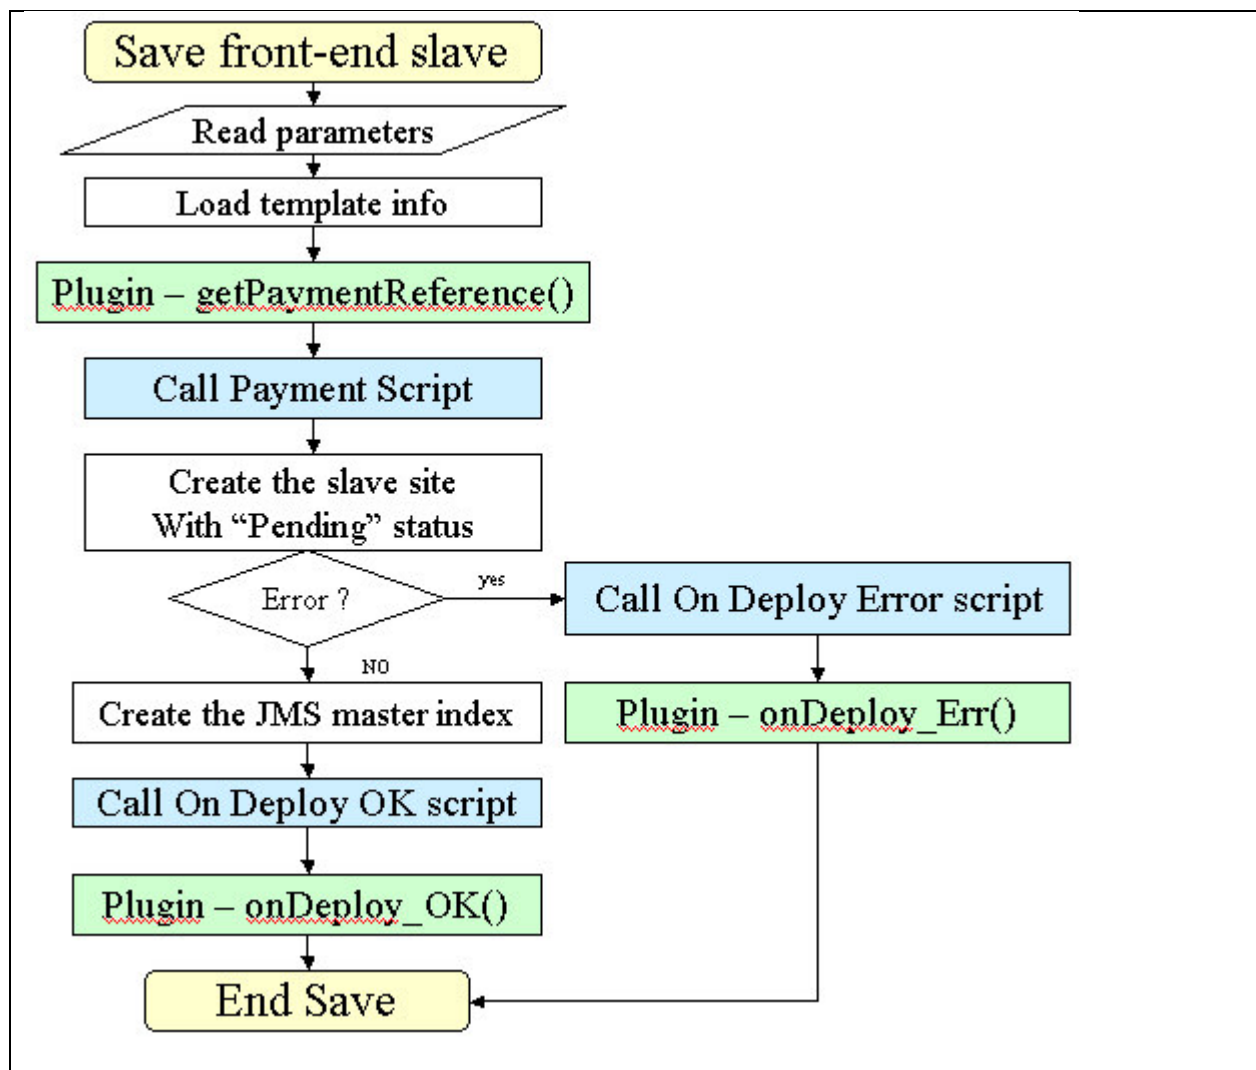 Save front-end slave
Read parameters
Load template info
Plugin – getPaymentReference()
Call Payment Script
Create the slave site
With “Pending” status
Error ?
yes
Call On Deploy Error script
NO
Create the JMS master index
Plugin – onDeploy_Err()
Call On Deploy OK script
Plugin – onDeploy_OK()
End Save